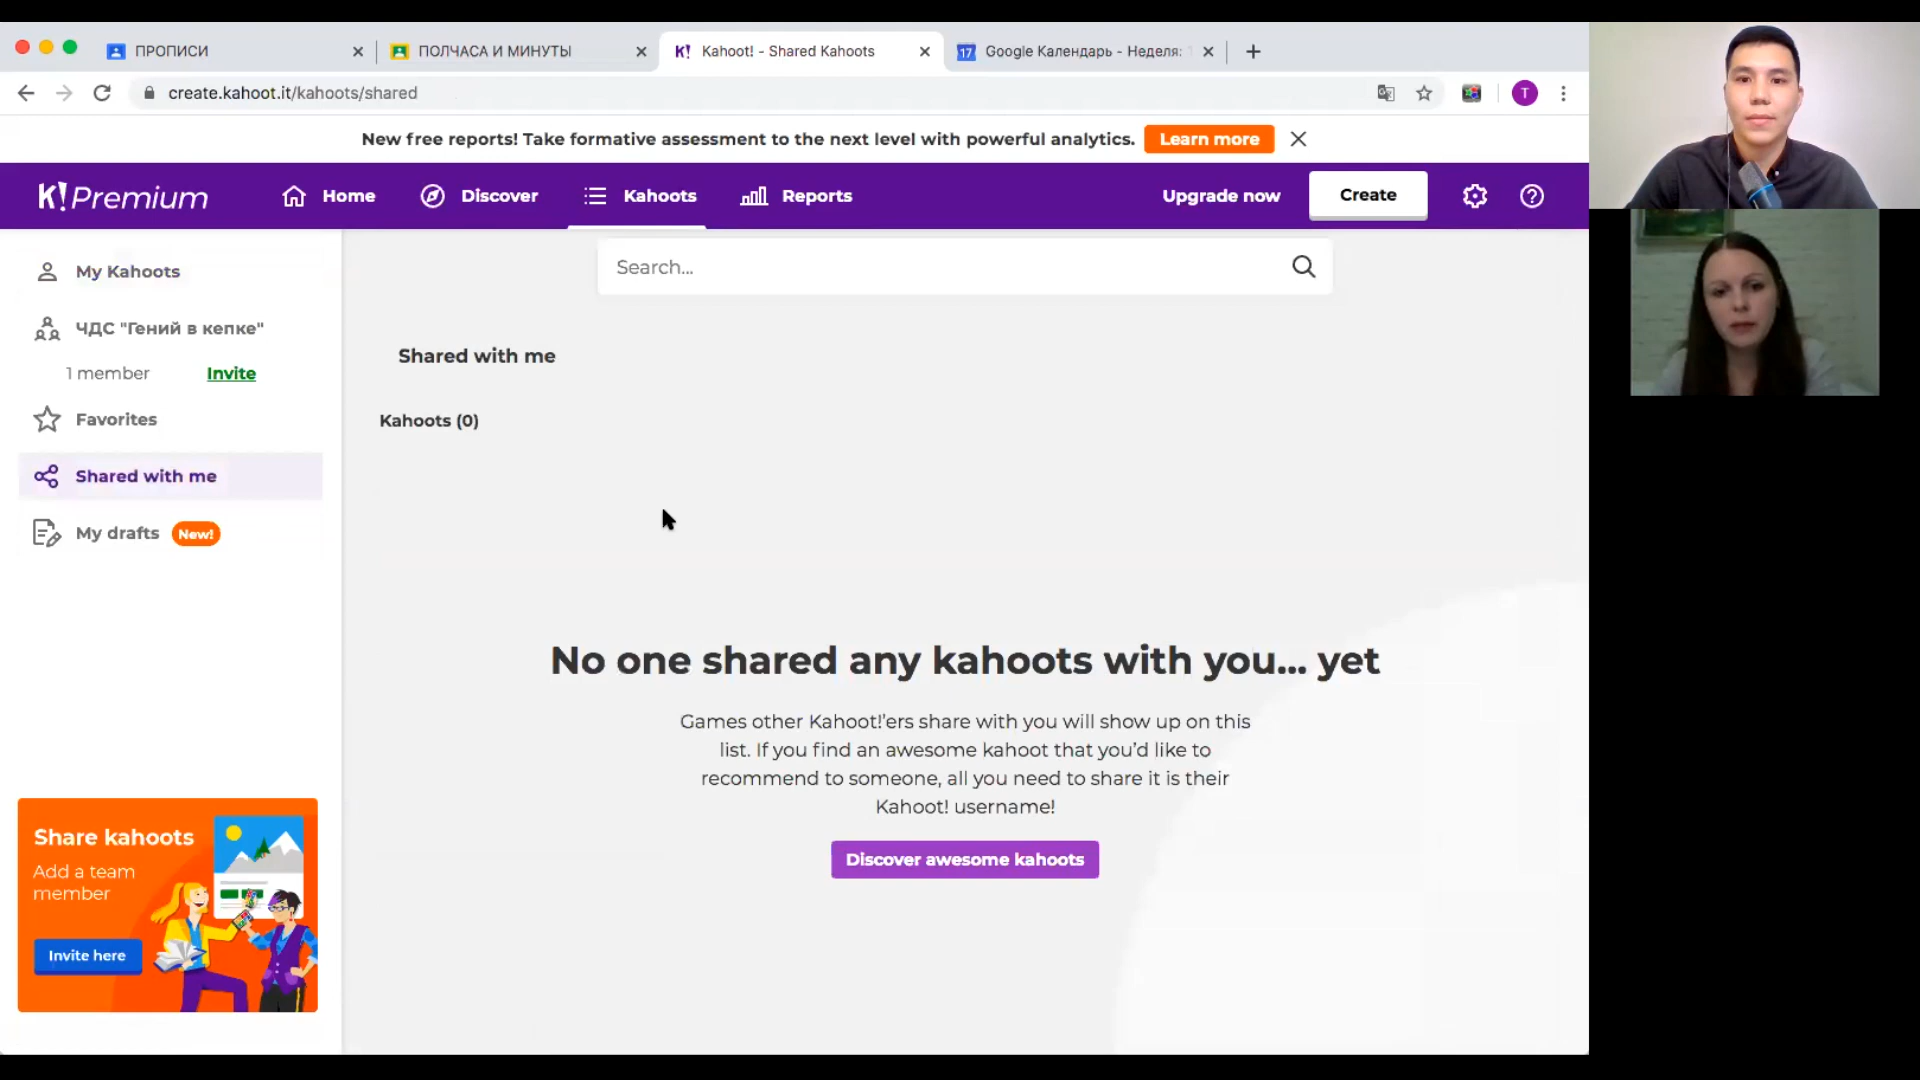 ПРОПИСИ
ПОЛЧАСА И МИНУТЫ
K! Kahoot! - Shared Kahoots
17 Google Календарь - Неделя:
create.kahoot.it/kahoots/shared
T
New free reports! Take formative assessment to the next level with powerful analytics. Learn more
K! Premium
Home
Discover
Kahoots
Reports
Upgrade now
Create
My Kahoots
ЧДС "Гений в кепке"
1 member Invite
Favorites
Shared with me
My drafts New!
Share kahoots
Add a team
member
Invite here
Search...
Shared with me
Kahoots (0)
No one shared any kahoots with you... yet
Games other Kahoot!'ers share with you will show up on this
list. If you find an awesome kahoot that you'd like to
recommend to someone, all you need to share it is their
Kahoot! username!
Discover awesome kahoots